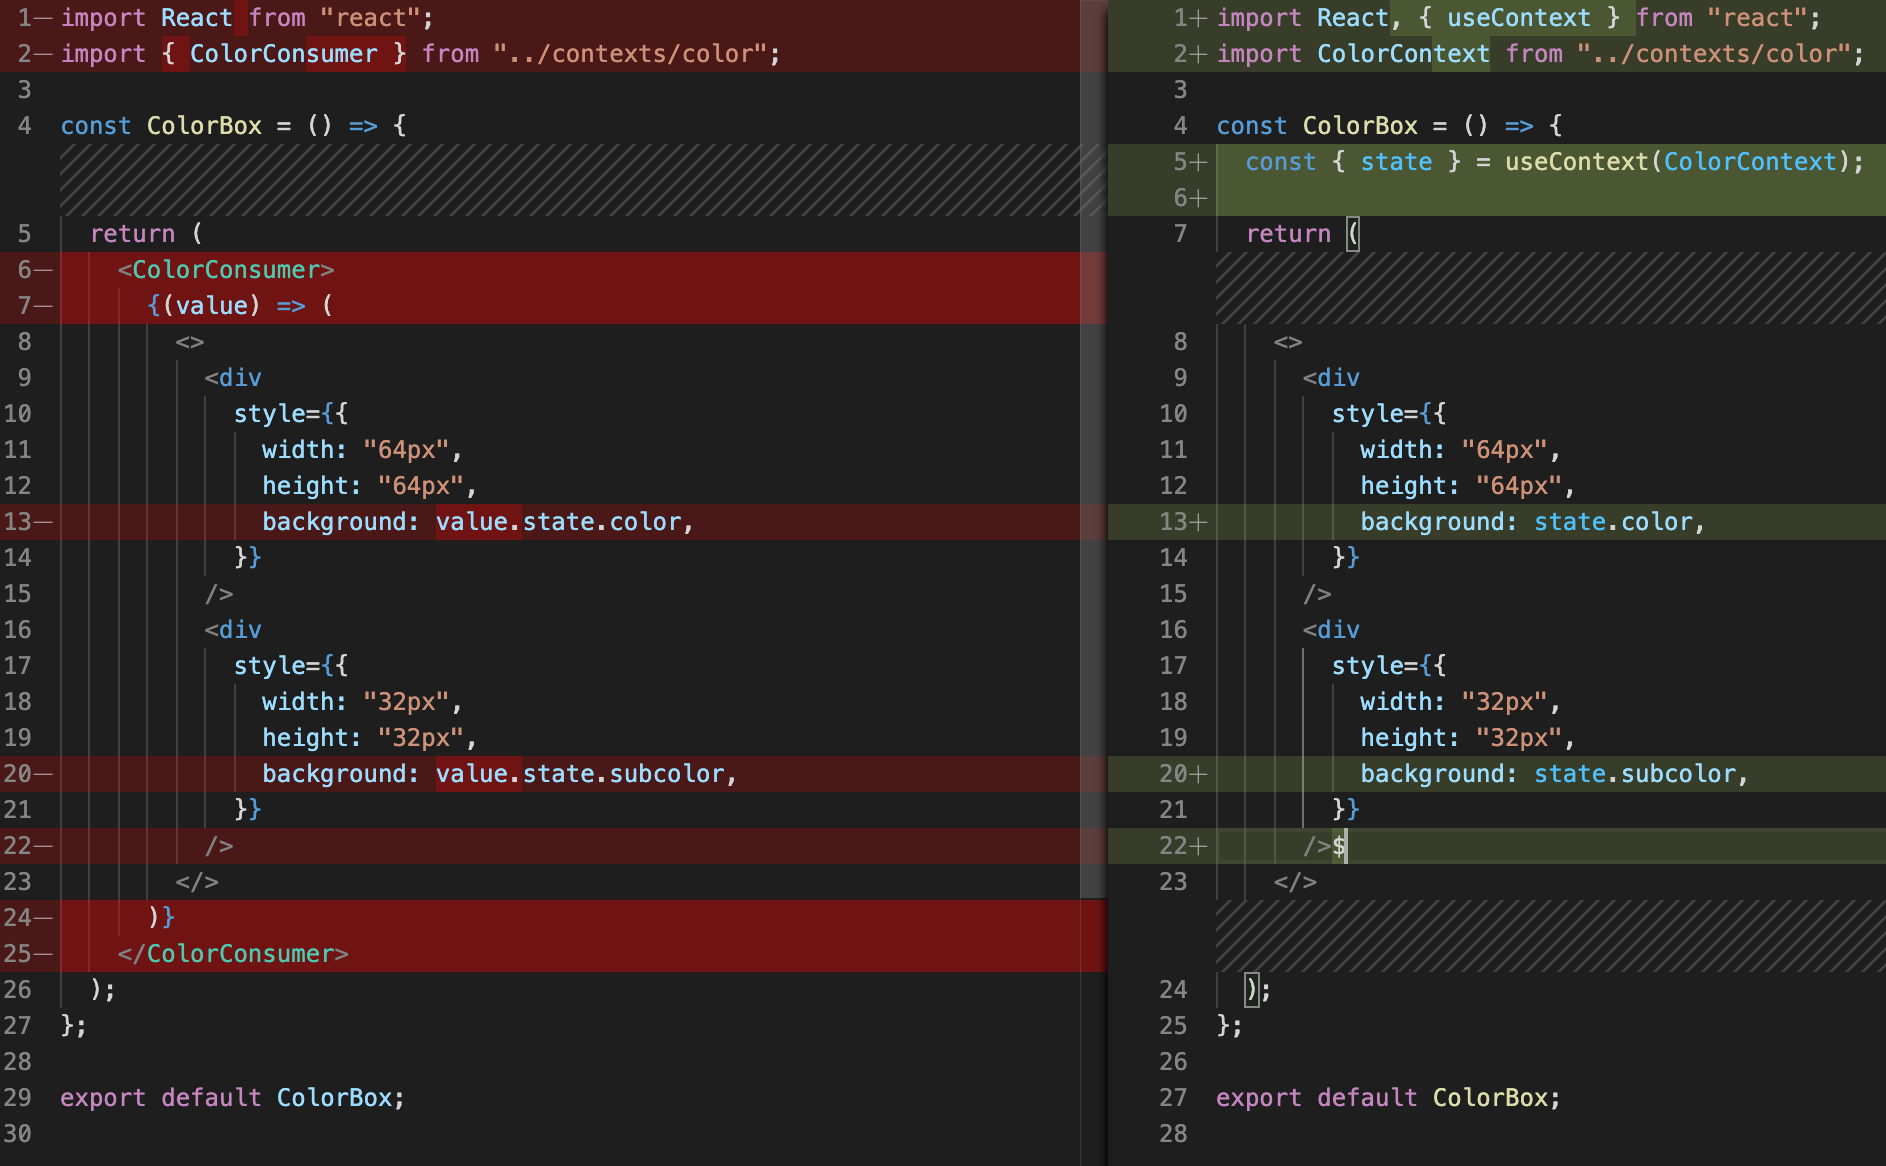 1— import React from "react";
2— import { ColorConsumer } from "../contexts/color";
3
4 const ColorBox = () => {
5 return (
6— <ColorConsumer>
7— {(value) => (
8 <>
9 <div
10 style={{
11 width: "64px",
12 height: "64px",
13— background: value.state.color,
14 }}
15 />
16 <div
17 style={{
18 width: "32px",
19 height: "32px",
20— background: value.state.subcolor,
21 }}
22— />
23 </>
24— )}
25— </ColorConsumer>
26 );
27 };
28
29 export default ColorBox;
30
1+ import React, { useContext } from "react";
2+ import ColorContext from "../contexts/color";
3
4 const ColorBox = () => {
5+ const { state } = useContext(ColorContext);
6+
7 return (
8 <>
9 <div
10 style={{
11 width: "64px",
12 height: "64px",
13+ background: state.color,
14 }}
15 />
16 <div
17 style={{
18 width: "32px",
19 height: "32px",
20+ background: state.subcolor,
21 }}
22+ />$
23 </>
24 );
25 };
26
27 export default ColorBox;
28